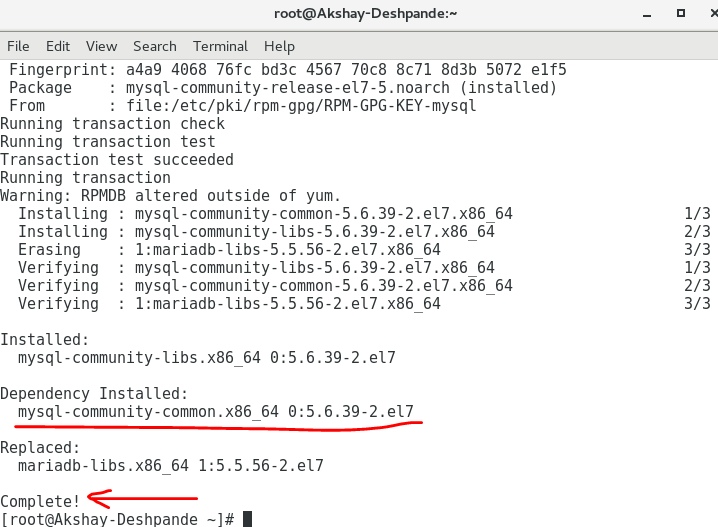 root@Akshay-Deshpande:~
File Edit View Search Terminal Help
Fingerprint: a4a9 4068 76fc bd3c 4567 70c8 8c71 8d3b 5072 e1f5
Package    : mysql-community-release-el7-5.noarch (installed)
From       : file:/etc/pki/rpm-gpg/RPM-GPG-KEY-mysql
Running transaction check
Running transaction test
Transaction test succeeded
Running transaction
Warning: RPMDB altered outside of yum.
Installing : mysql-community-common-5.6.39-2.el7.x86_64 1/3
Installing : mysql-community-libs-5.6.39-2.el7.x86_64 2/3
Erasing    : 1:mariadb-libs-5.5.56-2.el7.x86_64 3/3
Verifying  : mysql-community-libs-5.6.39-2.el7.x86_64 1/3
Verifying  : mysql-community-common-5.6.39-2.el7.x86_64 2/3
Verifying  : 1:mariadb-libs-5.5.56-2.el7.x86_64 3/3
Installed:
mysql-community-libs.x86_64 0:5.6.39-2.el7
Dependency Installed:
mysql-community-common.x86_64 0:5.6.39-2.el7
Replaced:
mariadb-libs.x86_64 1:5.5.56-2.el7
Complete!
[root@Akshay-Deshpande ~]#